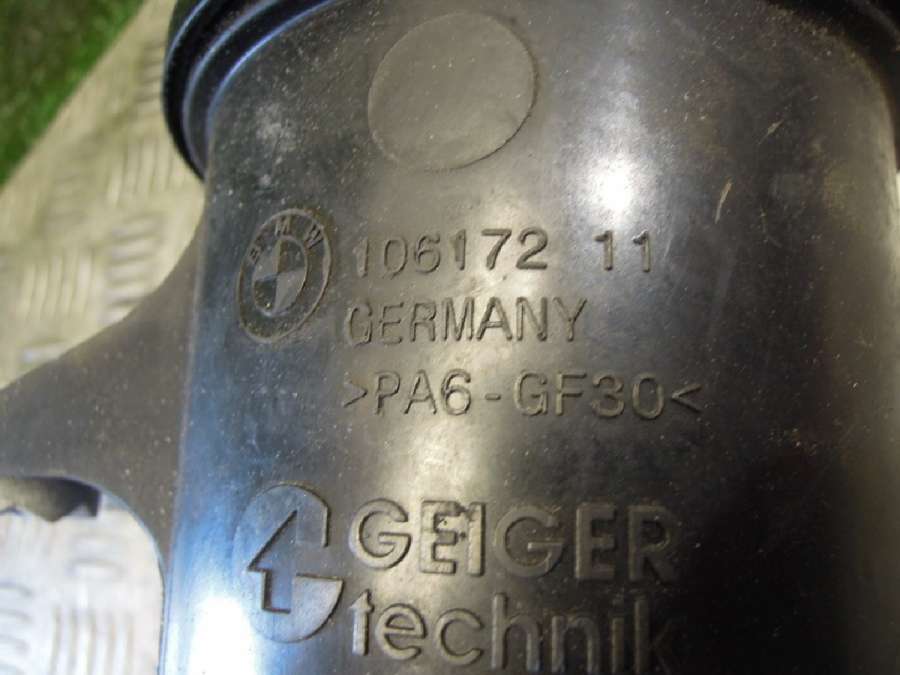 BMW
106172 11
GERMANY
>PA6-GF30<
GEIGER
technik